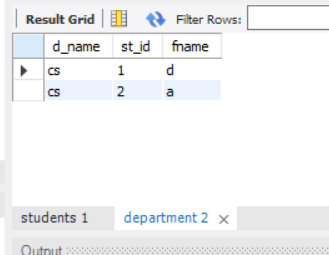 Result Grid Filter Rows:
d_name st_id fname
cs 1 d
cs 2 a
students 1 department 2
Output